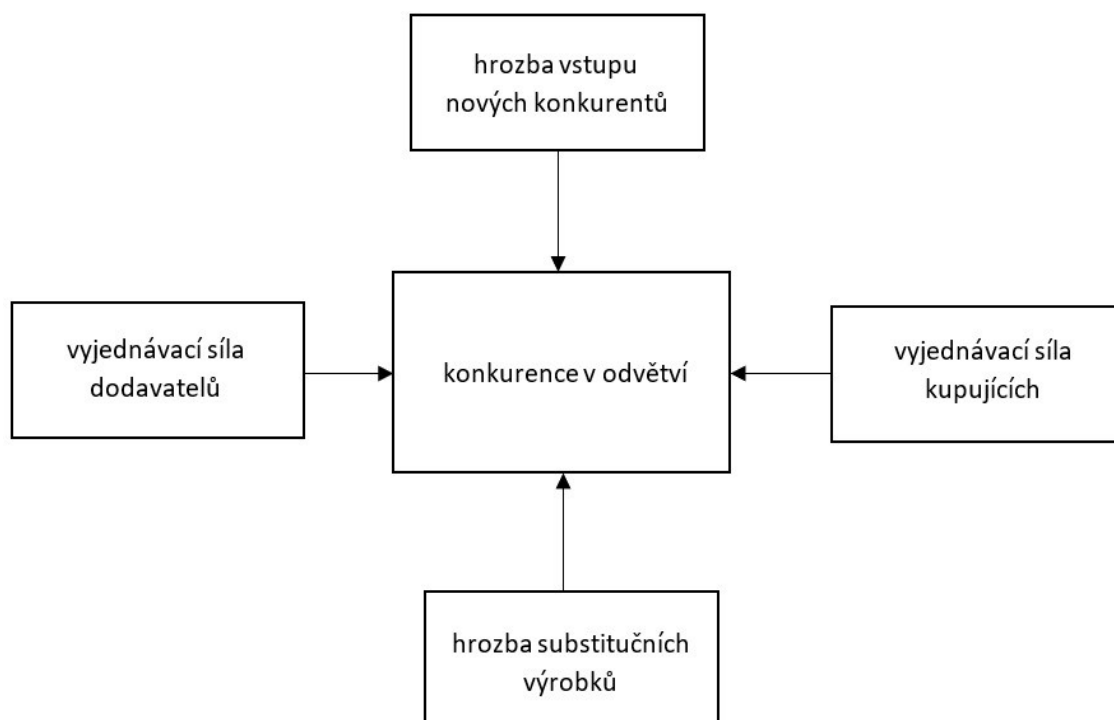 hrozba vstupu
nových konkurentů
vyjednávací síla
dodavatelů
konkurence v odvětví
vyjednávací síla
kupujících
hrozba substitučních
výrobků